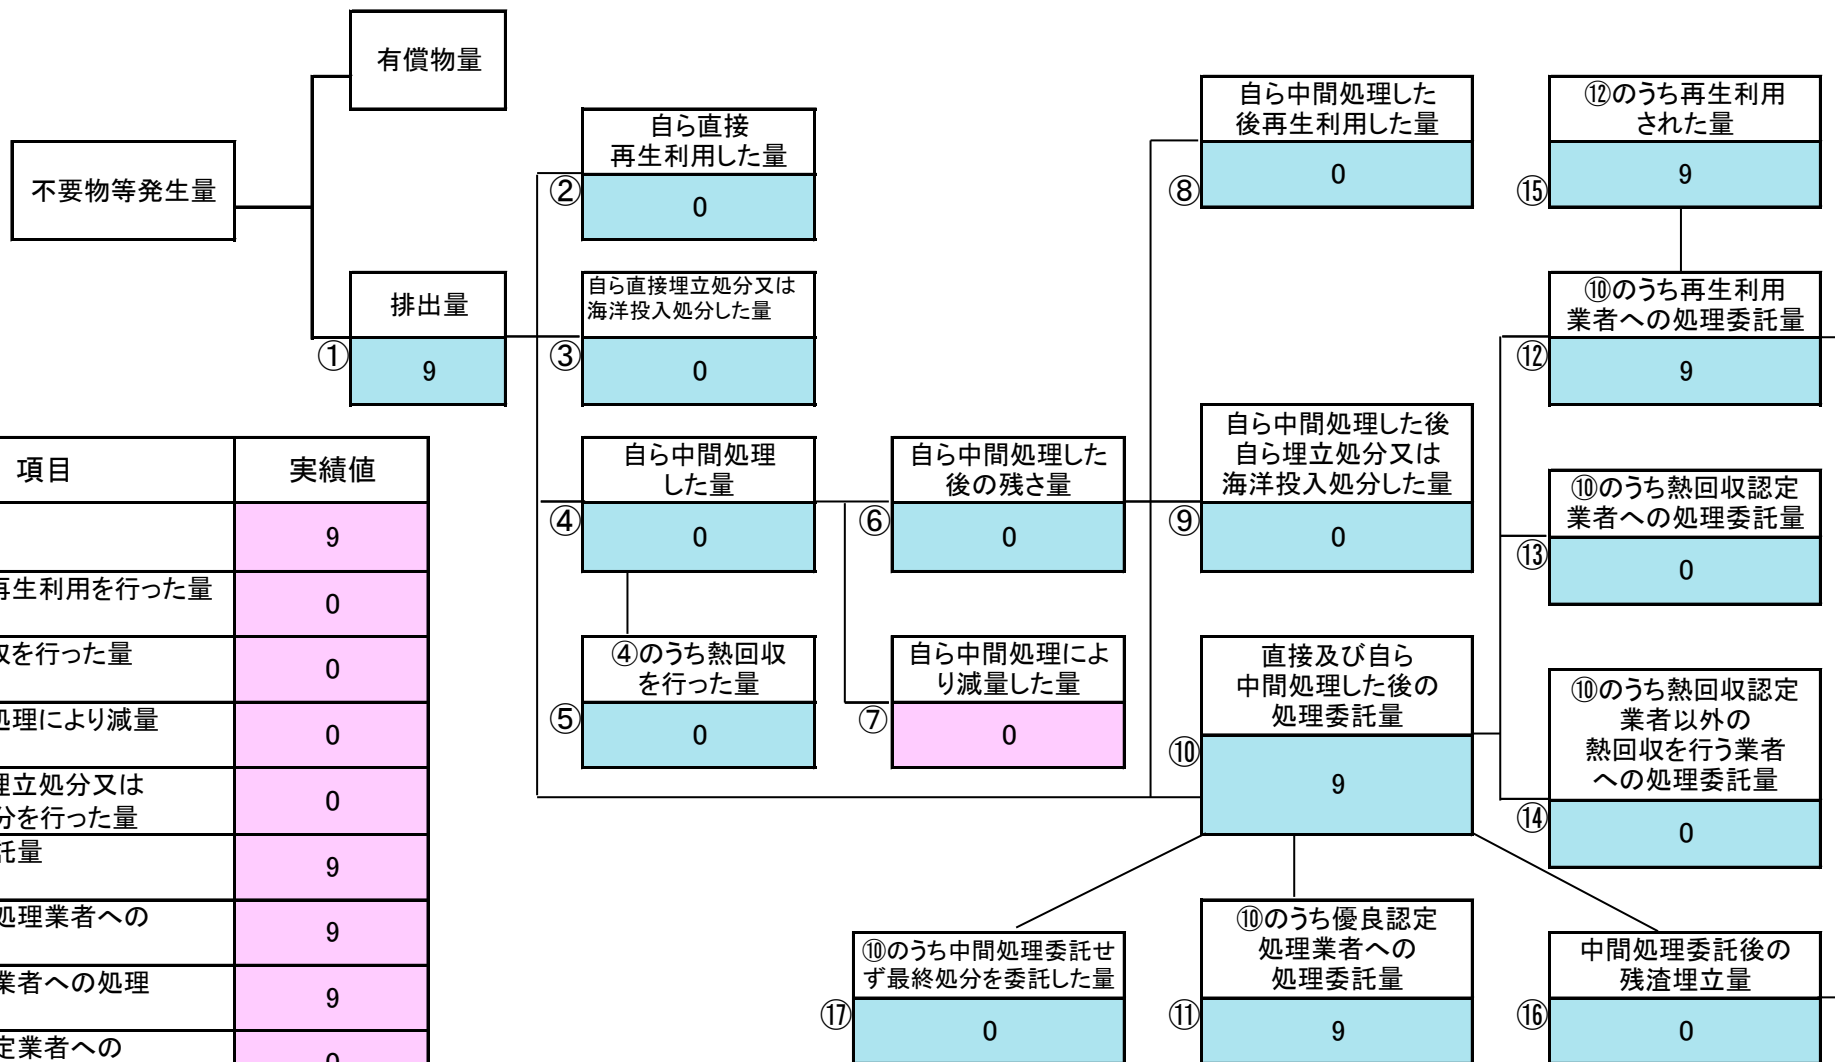 有償物量
不要物等発生量
排出量
①
9
自ら直接
再生利用した量
②
0
自ら直接埋立処分又は
海洋投入処分した量
③
0
自ら中間処理
した量
④
0
④のうち熱回収
を行った量
⑤
0
自ら中間処理した
後の残さ量
⑥
0
自ら中間処理によ
り減量した量
⑦
0
自ら中間処理した
後再生利用した量
⑧
0
自ら中間処理した後
自ら埋立処分又は
海洋投入処分した量
⑨
0
直接及び自ら
中間処理した後の
処理委託量
⑩
9
⑩のうち優良認定
処理業者への
処理委託量
⑪
9
⑫のうち再生利用
された量
⑮
9
⑩のうち再生利用
業者への処理委託量
⑫
9
⑩のうち熱回収認定
業者への処理委託量
⑬
0
⑩のうち熱回収認定
業者以外の
熱回収を行う業者
への処理委託量
⑭
0
中間処理委託後の
残渣埋立量
⑯
0
⑩のうち中間処理委託せ
ず最終処分を委託した量
⑰
0
項目 実績値
9
再生利用を行った量 0
を行った量 0
処理により減量 0
埋立処分又は
分を行った量 0
託量 9
処理業者への 9
業者への処理 9
定業者への 0